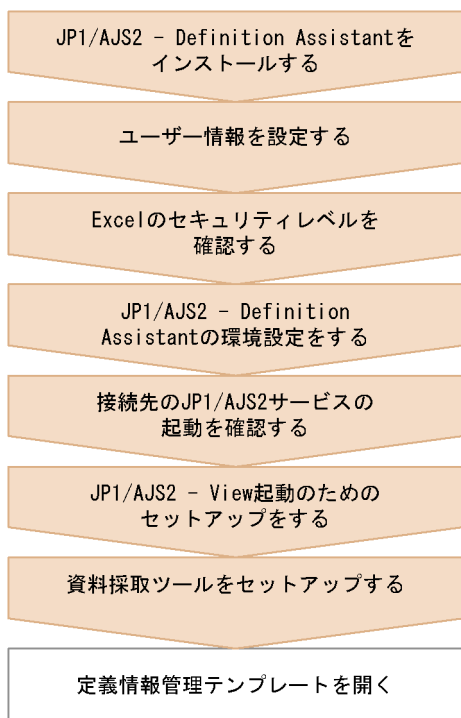 JP1/AJS2 - Definition Assistantを
インストールする
ユーザー情報を設定する
Excelのセキュリティレベルを
確認する
JP1/AJS2 - Definition
Assistantの環境設定をする
接続先のJP1/AJS2サービスの
起動を確認する
JP1/AJS2 - View起動のための
セットアップをする
資料採取ツールをセットアップする
定義情報管理テンプレートを開く